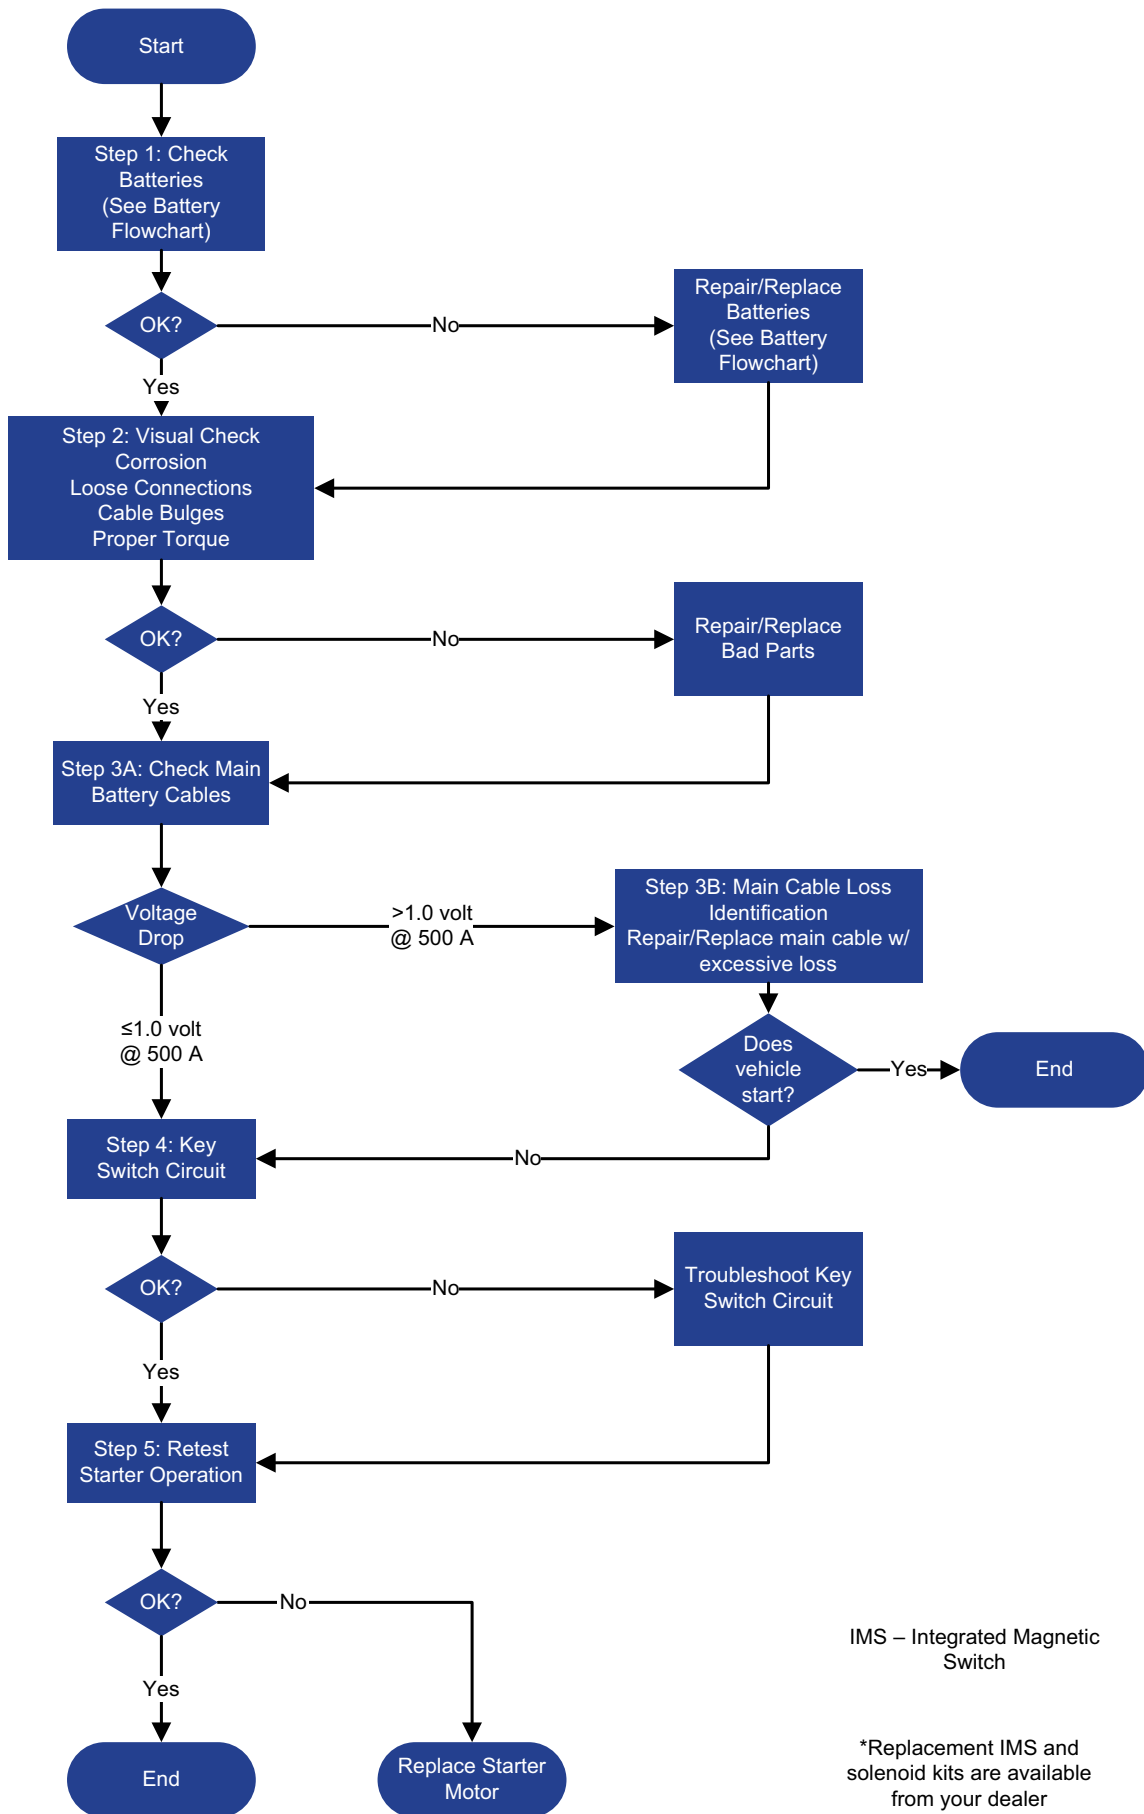 Start
Step 1: Check
Batteries
(See Battery
Flowchart)
OK?
No
Repair/Replace
Batteries
(See Battery
Flowchart)
Yes
Step 2: Visual Check
Corrosion
Loose Connections
Cable Bulges
Proper Torque
OK?
No
Repair/Replace
Bad Parts
Yes
Step 3A: Check Main
Battery Cables
Voltage
Drop
>1.0 volt
@ 500 A
Step 3B: Main Cable Loss
Identification
Repair/Replace main cable w/
excessive loss
≤1.0 volt
@ 500 A
Does
vehicle
start?
Yes
End
No
Step 4: Key
Switch Circuit
OK?
No
Troubleshoot Key
Switch Circuit
Yes
Step 5: Retest
Starter Operation
OK?
No
Yes
End
Replace Starter
Motor
IMS – Integrated Magnetic
Switch
*Replacement IMS and
solenoid kits are available
from your dealer